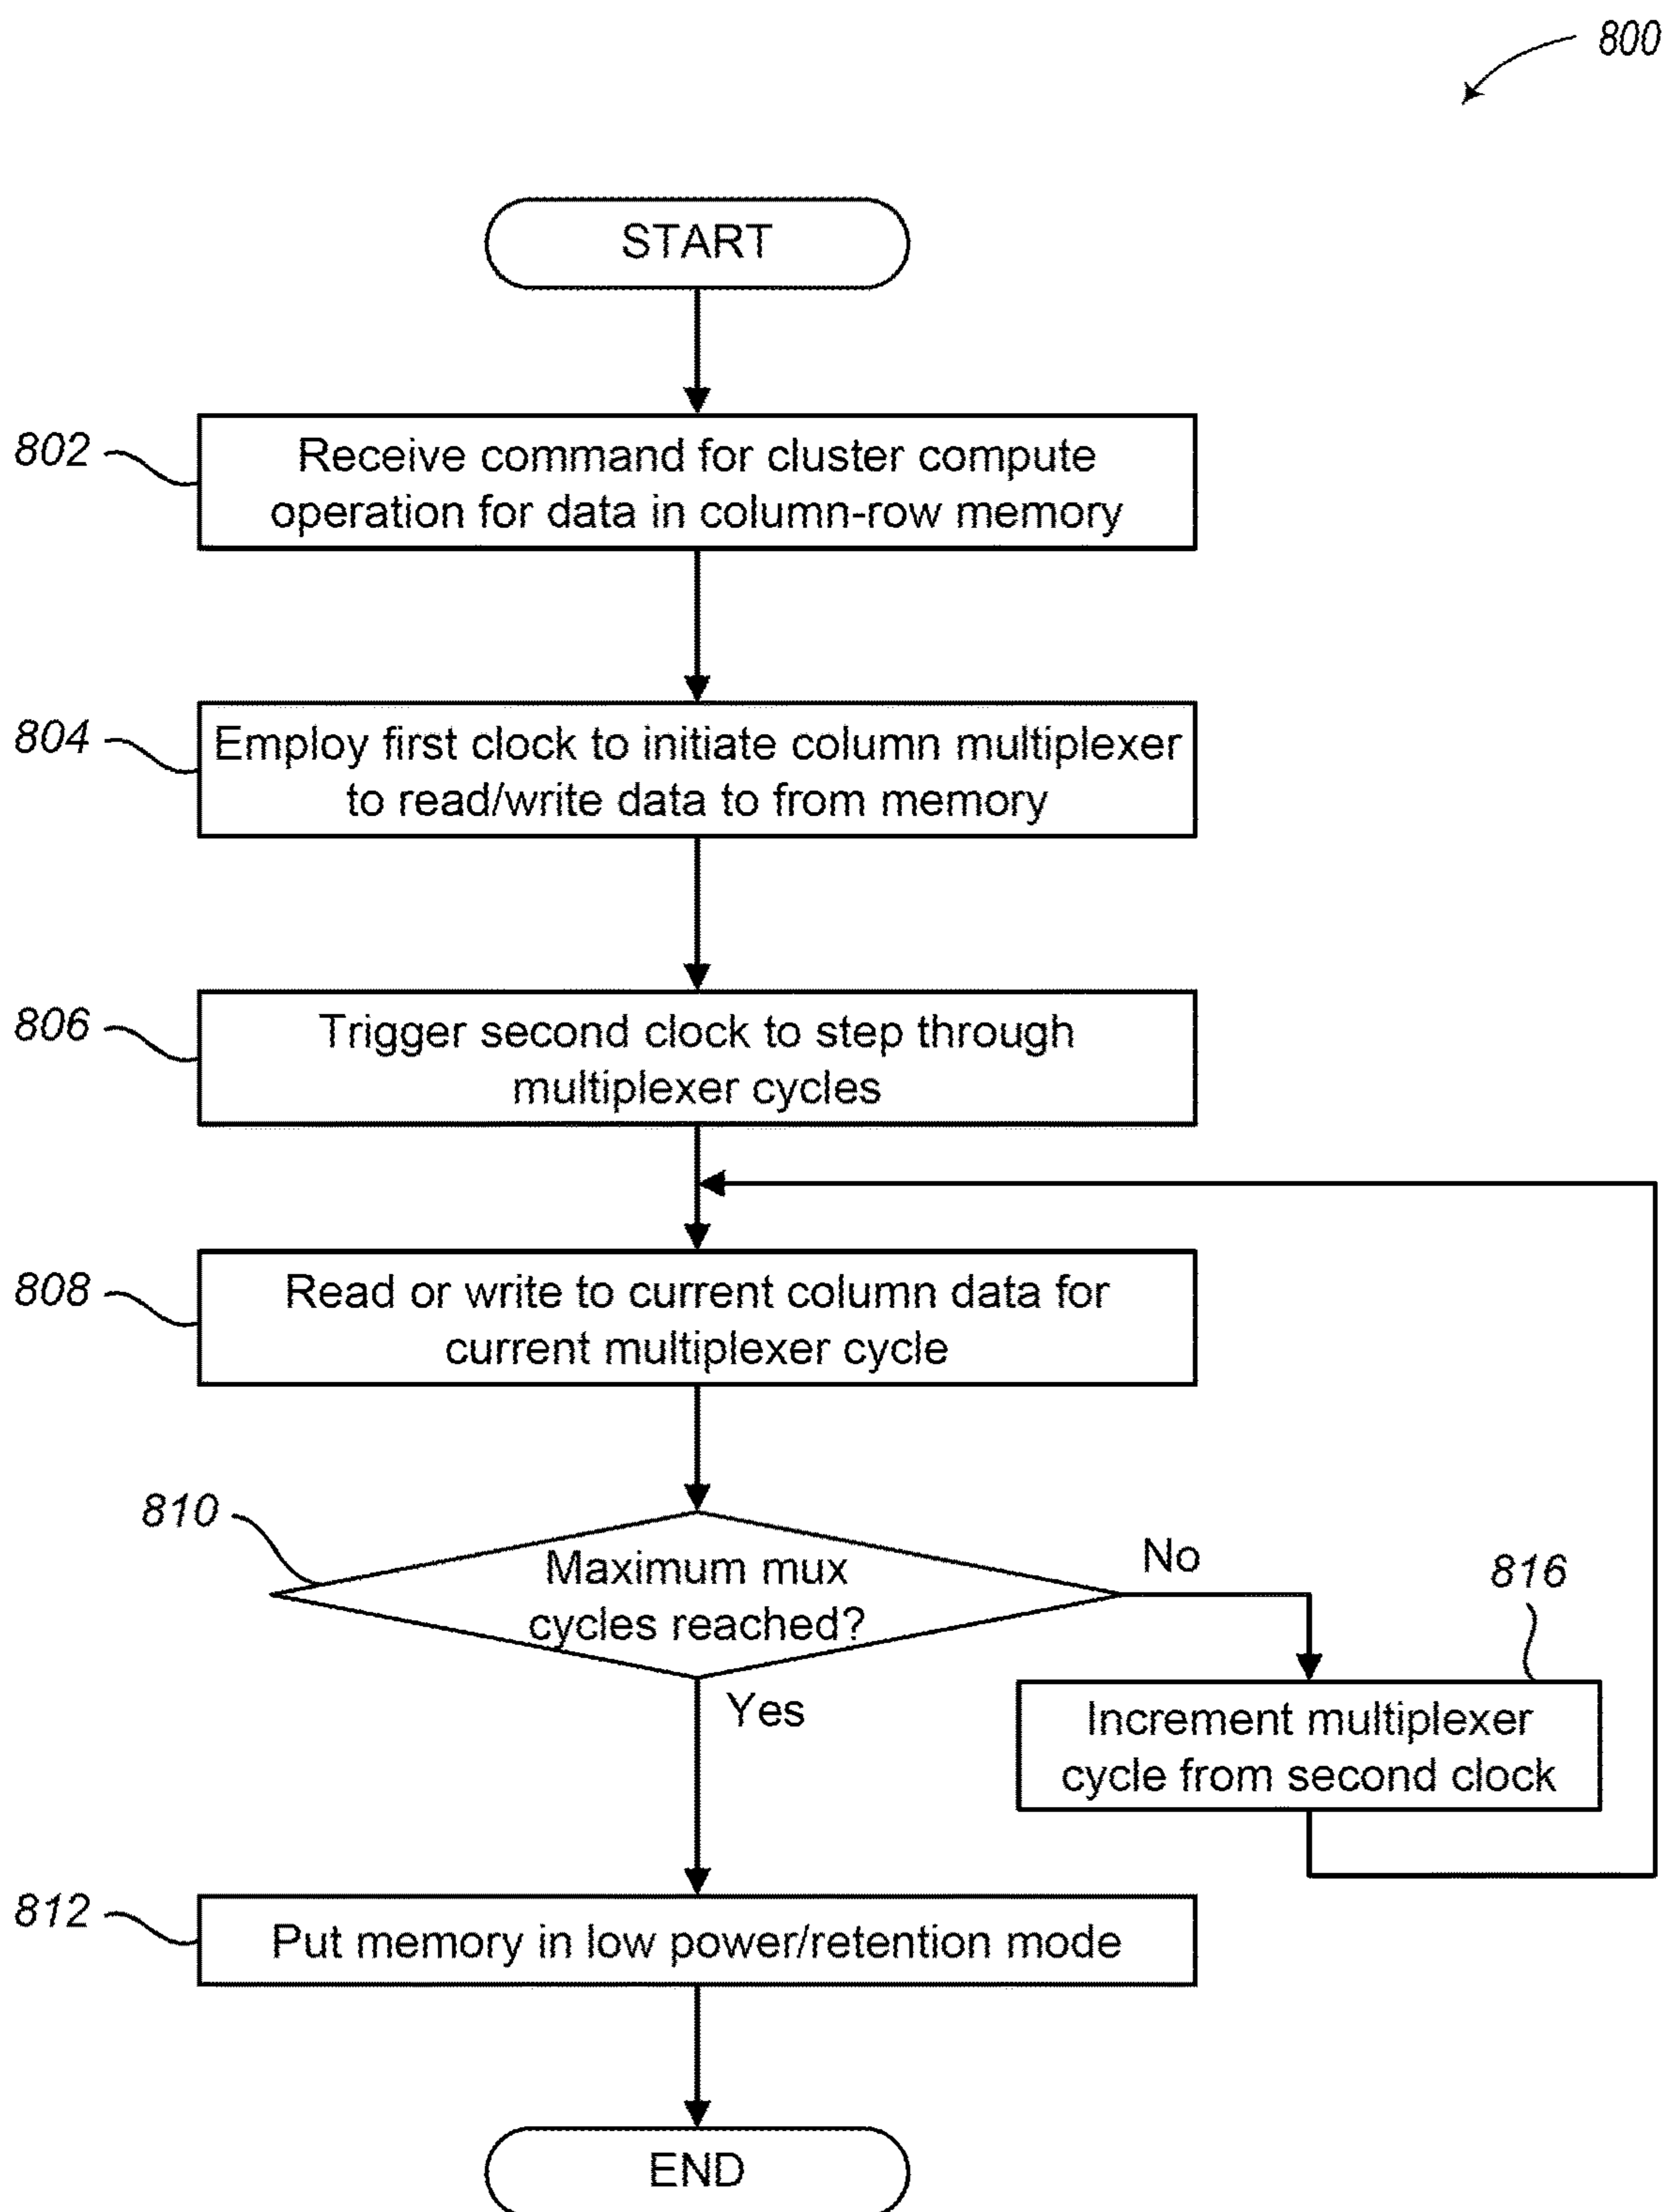 800
START
802
Receive command for cluster compute
operation for data in column-row memory
804
Employ first clock to initiate column multiplexer
to read/write data to from memory
806
Trigger second clock to step through
multiplexer cycles
808
Read or write to current column data for
current multiplexer cycle
810
Maximum mux
cycles reached?
No
816
Yes
Increment multiplexer
cycle from second clock
812
Put memory in low power/retention mode
END